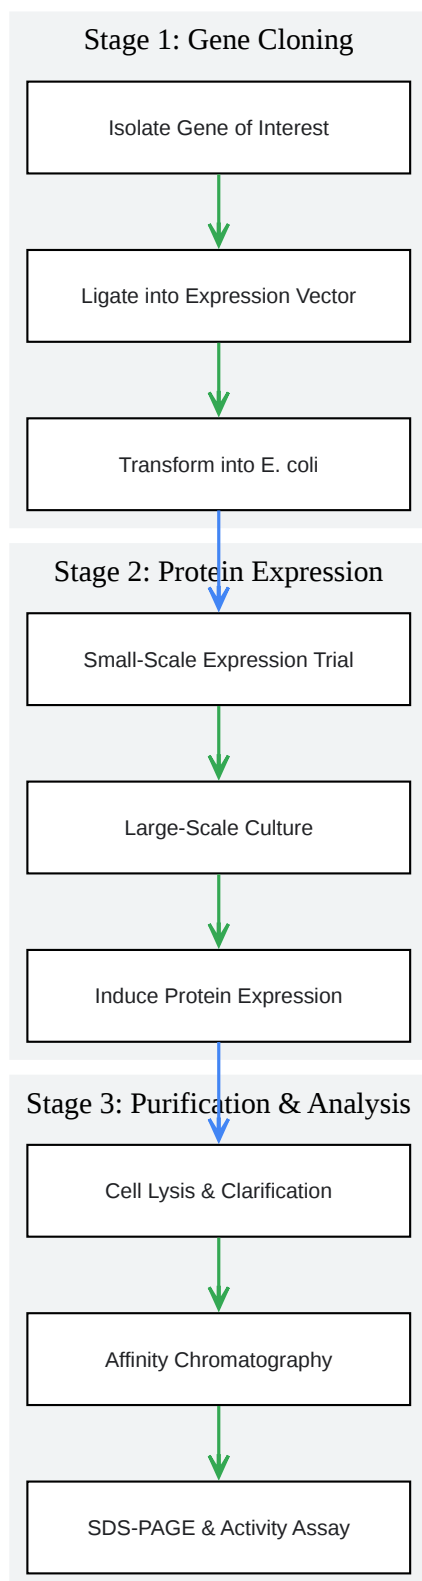 Stage 1: Gene Cloning
Isolate Gene of Interest
Ligate into Expression Vector
Transform into E. coli
Stage 2: Protein Expression
Small-Scale Expression Trial
Large-Scale Culture
Induce Protein Expression
Stage 3: Purification & Analysis
Cell Lysis & Clarification
Affinity Chromatography
SDS-PAGE & Activity Assay